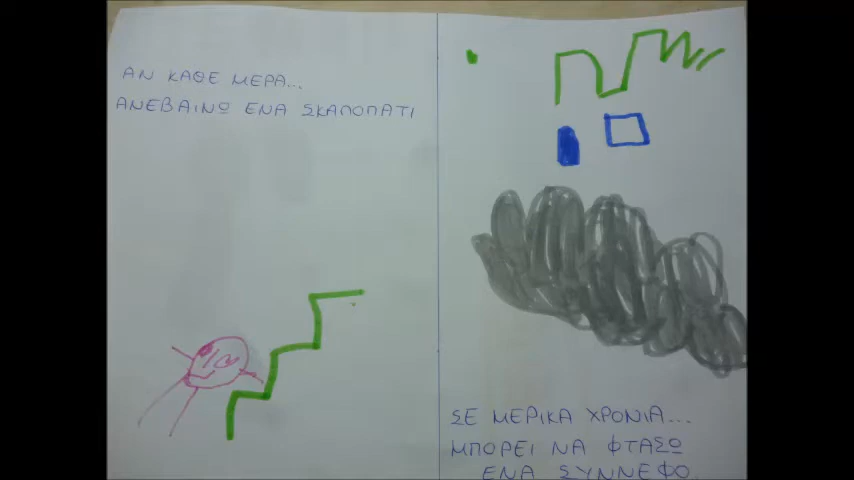 ΑΝ ΚΑΘΕ ΜΕΡΑ...
ΑΝΕΒΑΙΝΩ ΕΝΑ ΣΚΑΛΟΠΑΤΙ
ΣΕ ΜΕΡΙΚΑ ΧΡΟΝΙΑ...
ΜΠΟΡΕΙ ΝΑ ΦΤΑΣΩ
ΕΝΑ ΣΥΝΝΕΦΟ